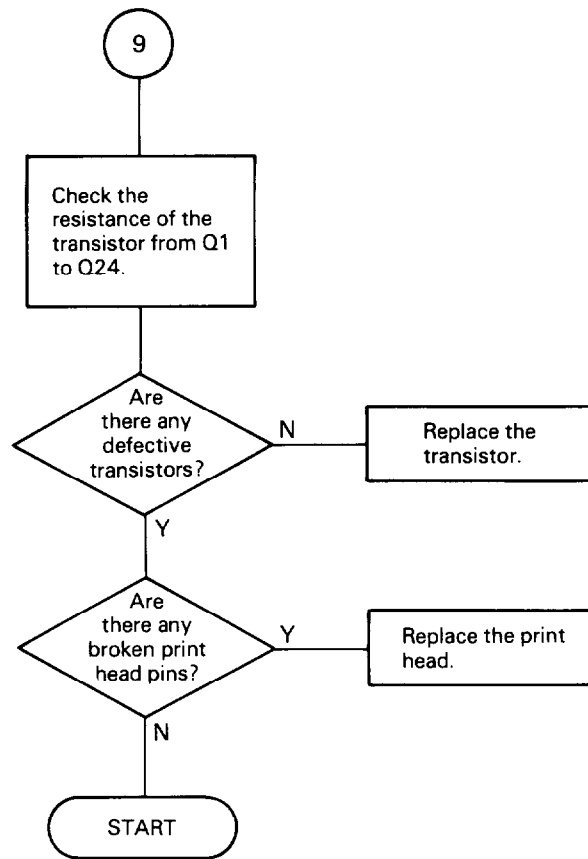 9
Check the
resistance of the
transistor from Q1
to Q24.
Are
there any
defective
transistors?
N
Replace the
transistor.
Y
Are
there any
broken print
head pins?
Y
Replace the print
head.
N
START